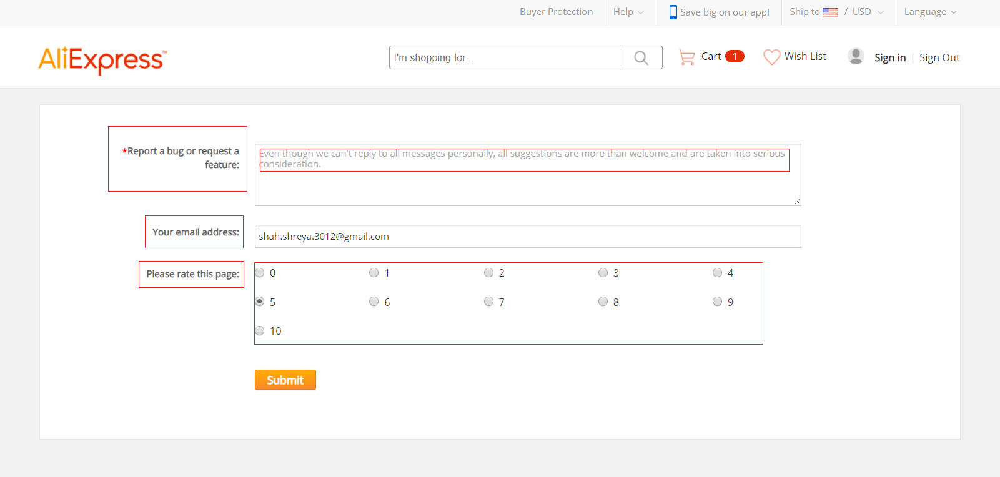 Buyer Protection Help Save big on our app! Ship to / USD Language
AliExpress™
I'm shopping for... Cart 1 Wish List Sign in Sign Out
*Report a bug or request a
feature:
Even though we can't reply to all messages personally, all suggestions are more than welcome and are taken into serious
consideration.
Your email address: shah.shreya.3012@gmail.com
Please rate this page: 0 1 2 3 4
5 6 7 8 9
10
Submit